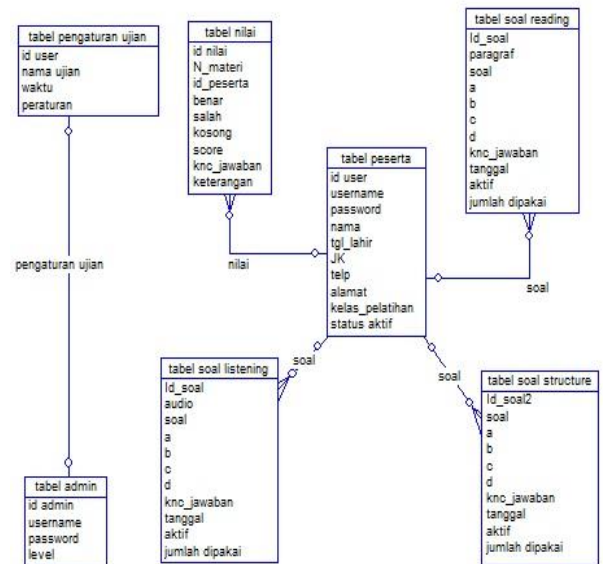 tabel pengaturan ujian
id user
nama ujian
waktu
peraturan
tabel nilai
id nilai
N_materi
id_peserta
benar
salah
kosong
score
knc_jawaban
keterangan
tabel soal reading
Id_soal
paragraf
soal
a
b
c
d
knc_jawaban
tanggal
aktif
jumlah dipakai
tabel peserta
id user
username
password
nama
tgl_lahir
JK
telp
alamat
kelas_pelatihan
status aktif
pengaturan ujian
nilai
soal
soal
soal
tabel soal listening
Id_soal
audio
soal
a
b
c
d
knc_jawaban
tanggal
aktif
jumlah dipakai
tabel soal structure
Id_soal2
soal
a
b
c
d
knc_jawaban
tanggal
aktif
jumlah dipakai
tabel admin
id admin
username
password
level